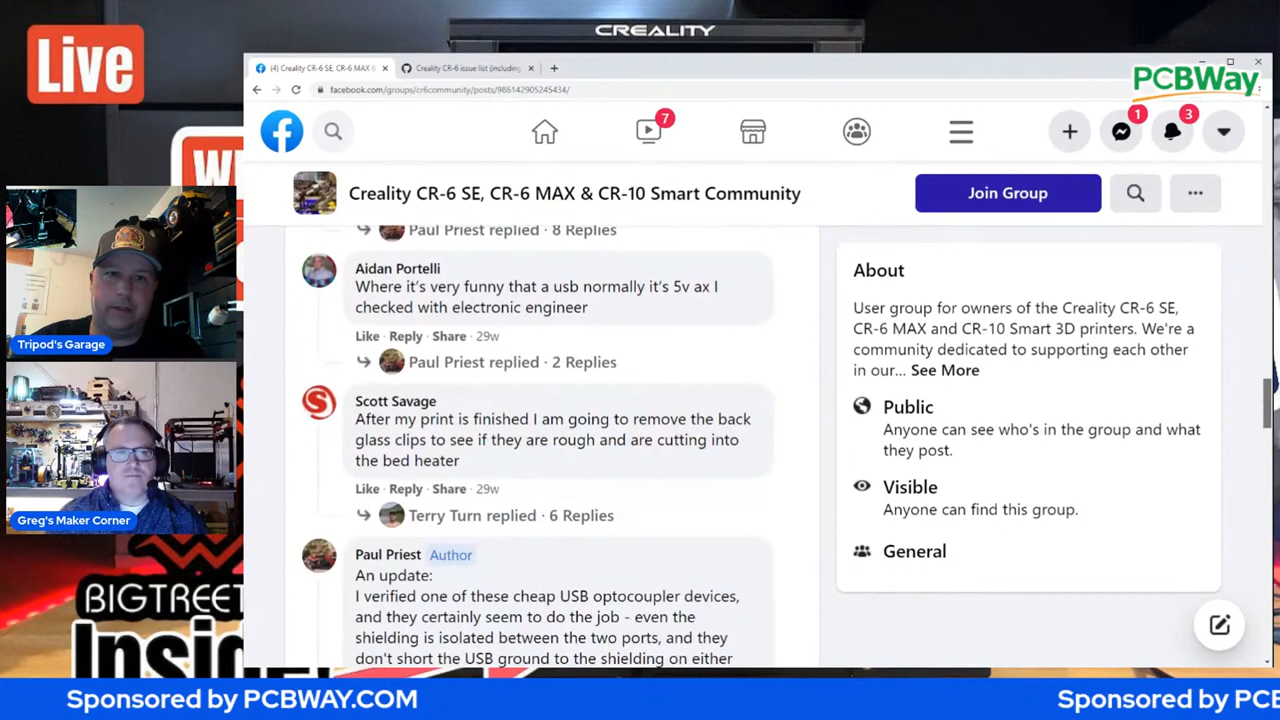 CREALITY
Live
(4) Creality CR-6 SE, CR-6 MAX &
Creality CR-6 issue list (including
PCBWay
facebook.com/groups/cr6community/posts/986142905245434/
7
1
3
Creality CR-6 SE, CR-6 MAX & CR-10 Smart Community
Join Group
Paul Priest replied · 8 Replies
Aidan Portelli
Where it's very funny that a usb normally it's 5v ax I
checked with electronic engineer
Like · Reply · Share · 29w
Paul Priest replied · 2 Replies
Scott Savage
After my print is finished I am going to remove the back
glass clips to see if they are rough and are cutting into
the bed heater
Like · Reply · Share · 29w
Terry Turn replied · 6 Replies
Paul Priest Author
An update:
I verified one of these cheap USB optocoupler devices,
and they certainly seem to do the job - even the
shielding is isolated between the two ports, and they
don't short the USB ground to the shielding on either
About
User group for owners of the Creality CR-6 SE,
CR-6 MAX and CR-10 Smart 3D printers. We're a
community dedicated to supporting each other
in our... See More
Public
Anyone can see who's in the group and what
they post.
Visible
Anyone can find this group.
General
Tripod's Garage
Greg's Maker Corner
BIGTREE
Inside
Sponsored by PCBWAY.COM
Sponsored by PCB